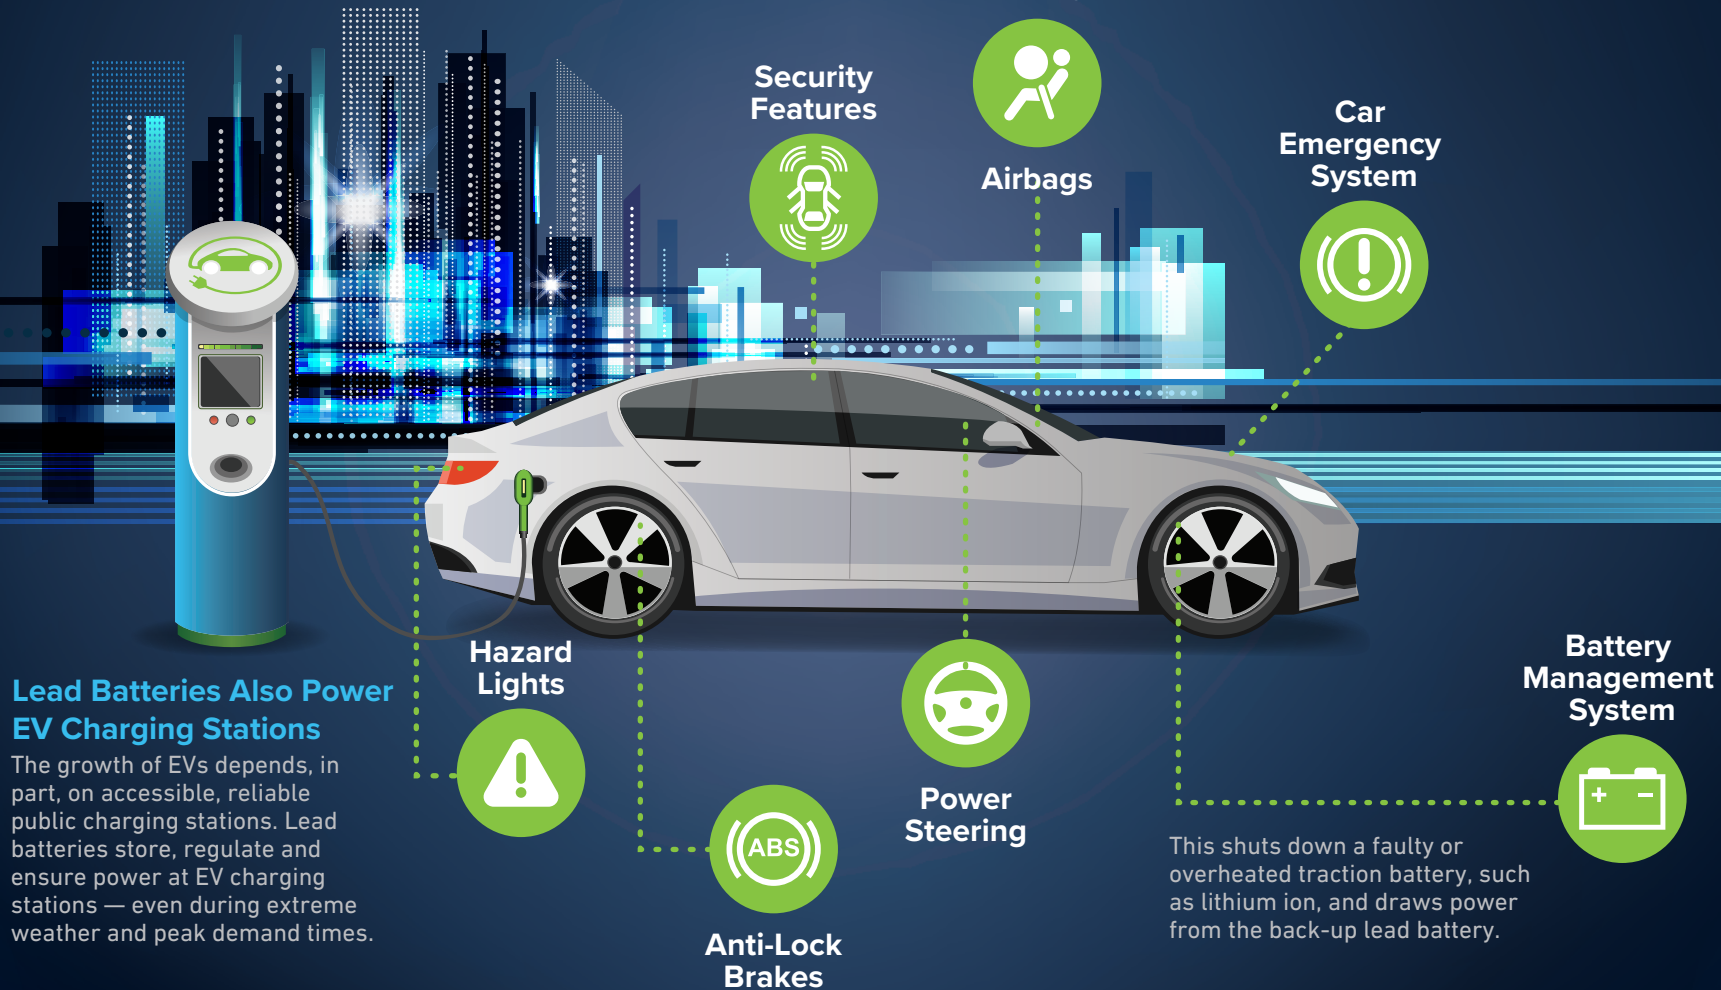 Security
Features
Airbags
Car
Emergency
System
Hazard
Lights
ABS
Anti-Lock
Brakes
Power
Steering
Battery
Management
System
This shuts down a faulty or
overheated traction battery, such
as lithium ion, and draws power
from the back-up lead battery.
Lead Batteries Also Power
EV Charging Stations
The growth of EVs depends, in
part, on accessible, reliable
public charging stations. Lead
batteries store, regulate and
ensure power at EV charging
stations — even during extreme
weather and peak demand times.